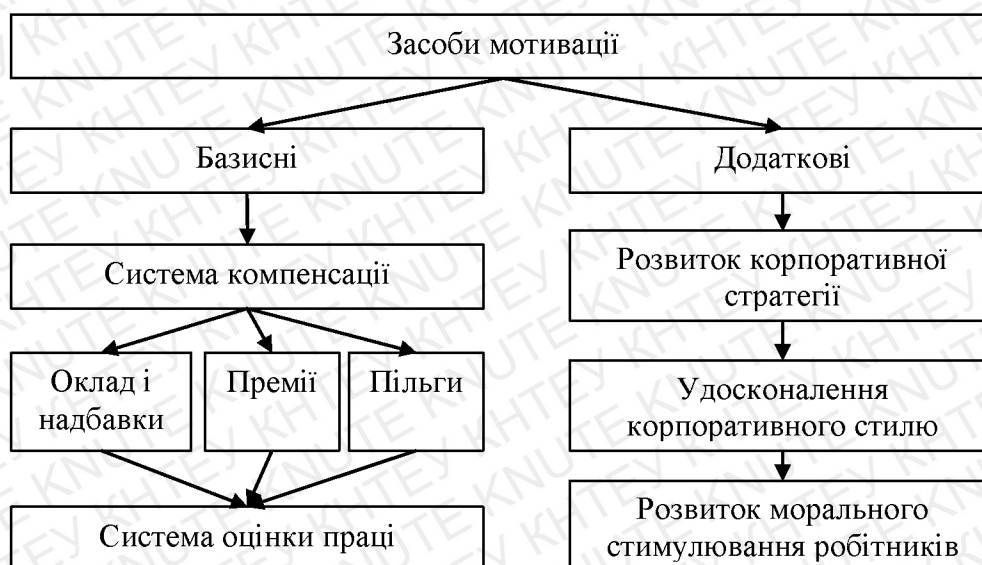 Засоби мотивації
Базисні
Додаткові
Система компенсації
Розвиток корпоративної
стратегії
Оклад і
надбавки
Премії
Пільги
Удосконалення
корпоративного стилю
Система оцінки праці
Розвиток морального
стимулювання робітників